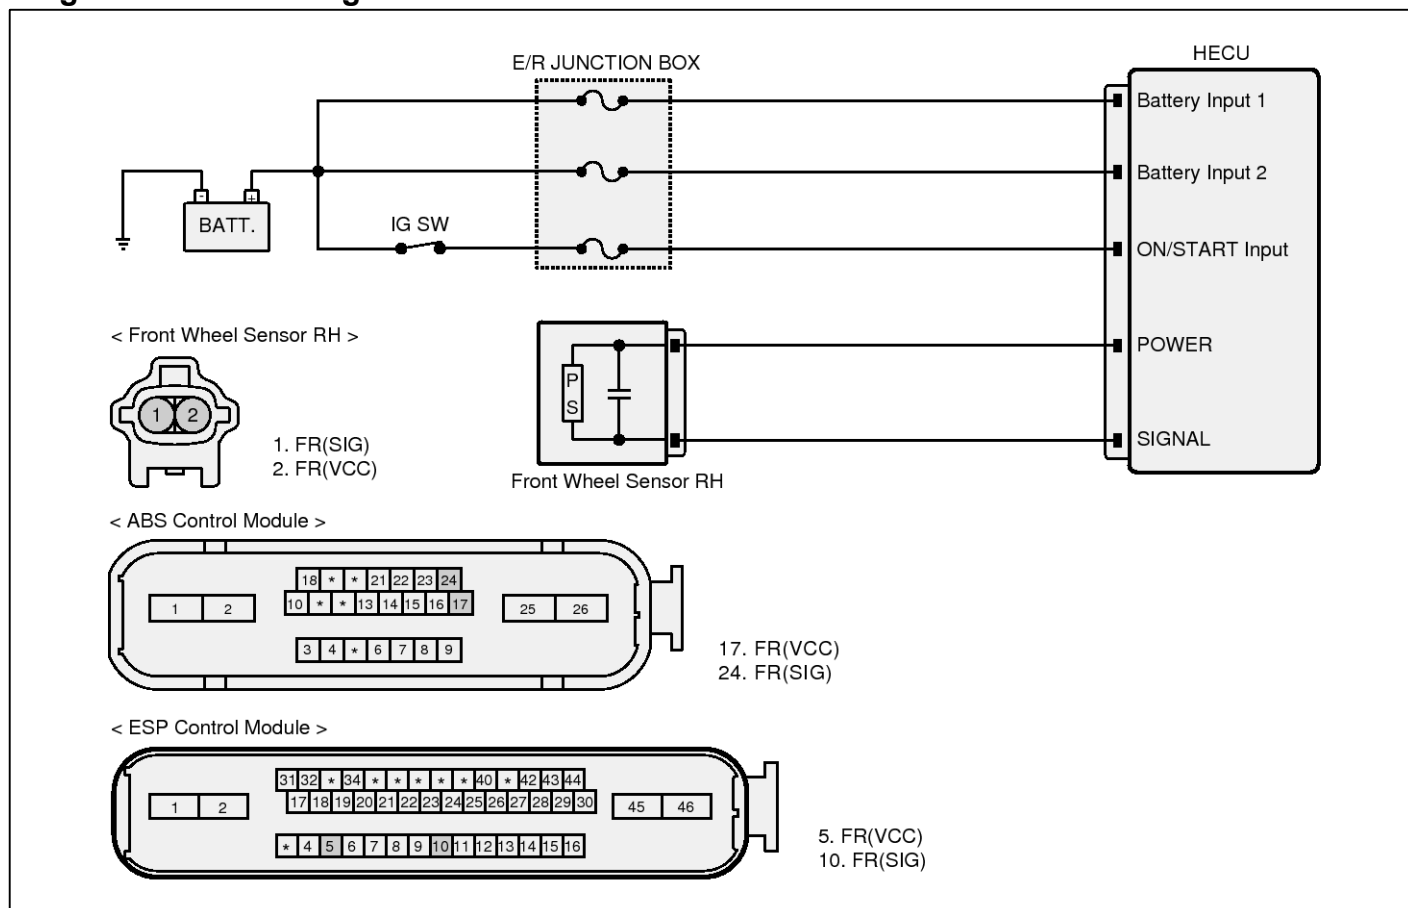 E/R JUNCTION BOX
HECU
Battery Input 1
Battery Input 2
- +
BATT.
IG SW
ON/START Input
< Front Wheel Sensor RH >
POWER
P
S
1 2
1. FR(SIG)
2. FR(VCC)
SIGNAL
Front Wheel Sensor RH
< ABS Control Module >
18 * * 21 22 23 24
10 * * 13 14 15 16 17
1 2
25 26
3 4 * 6 7 8 9
17. FR(VCC)
24. FR(SIG)
< ESP Control Module >
31 32 * 34 * * * * * 40 * 42 43 44
17 18 19 20 21 22 23 24 25 26 27 28 29 30
1 2
45 46
* 4 5 6 7 8 9 10 11 12 13 14 15 16
5. FR(VCC)
10. FR(SIG)